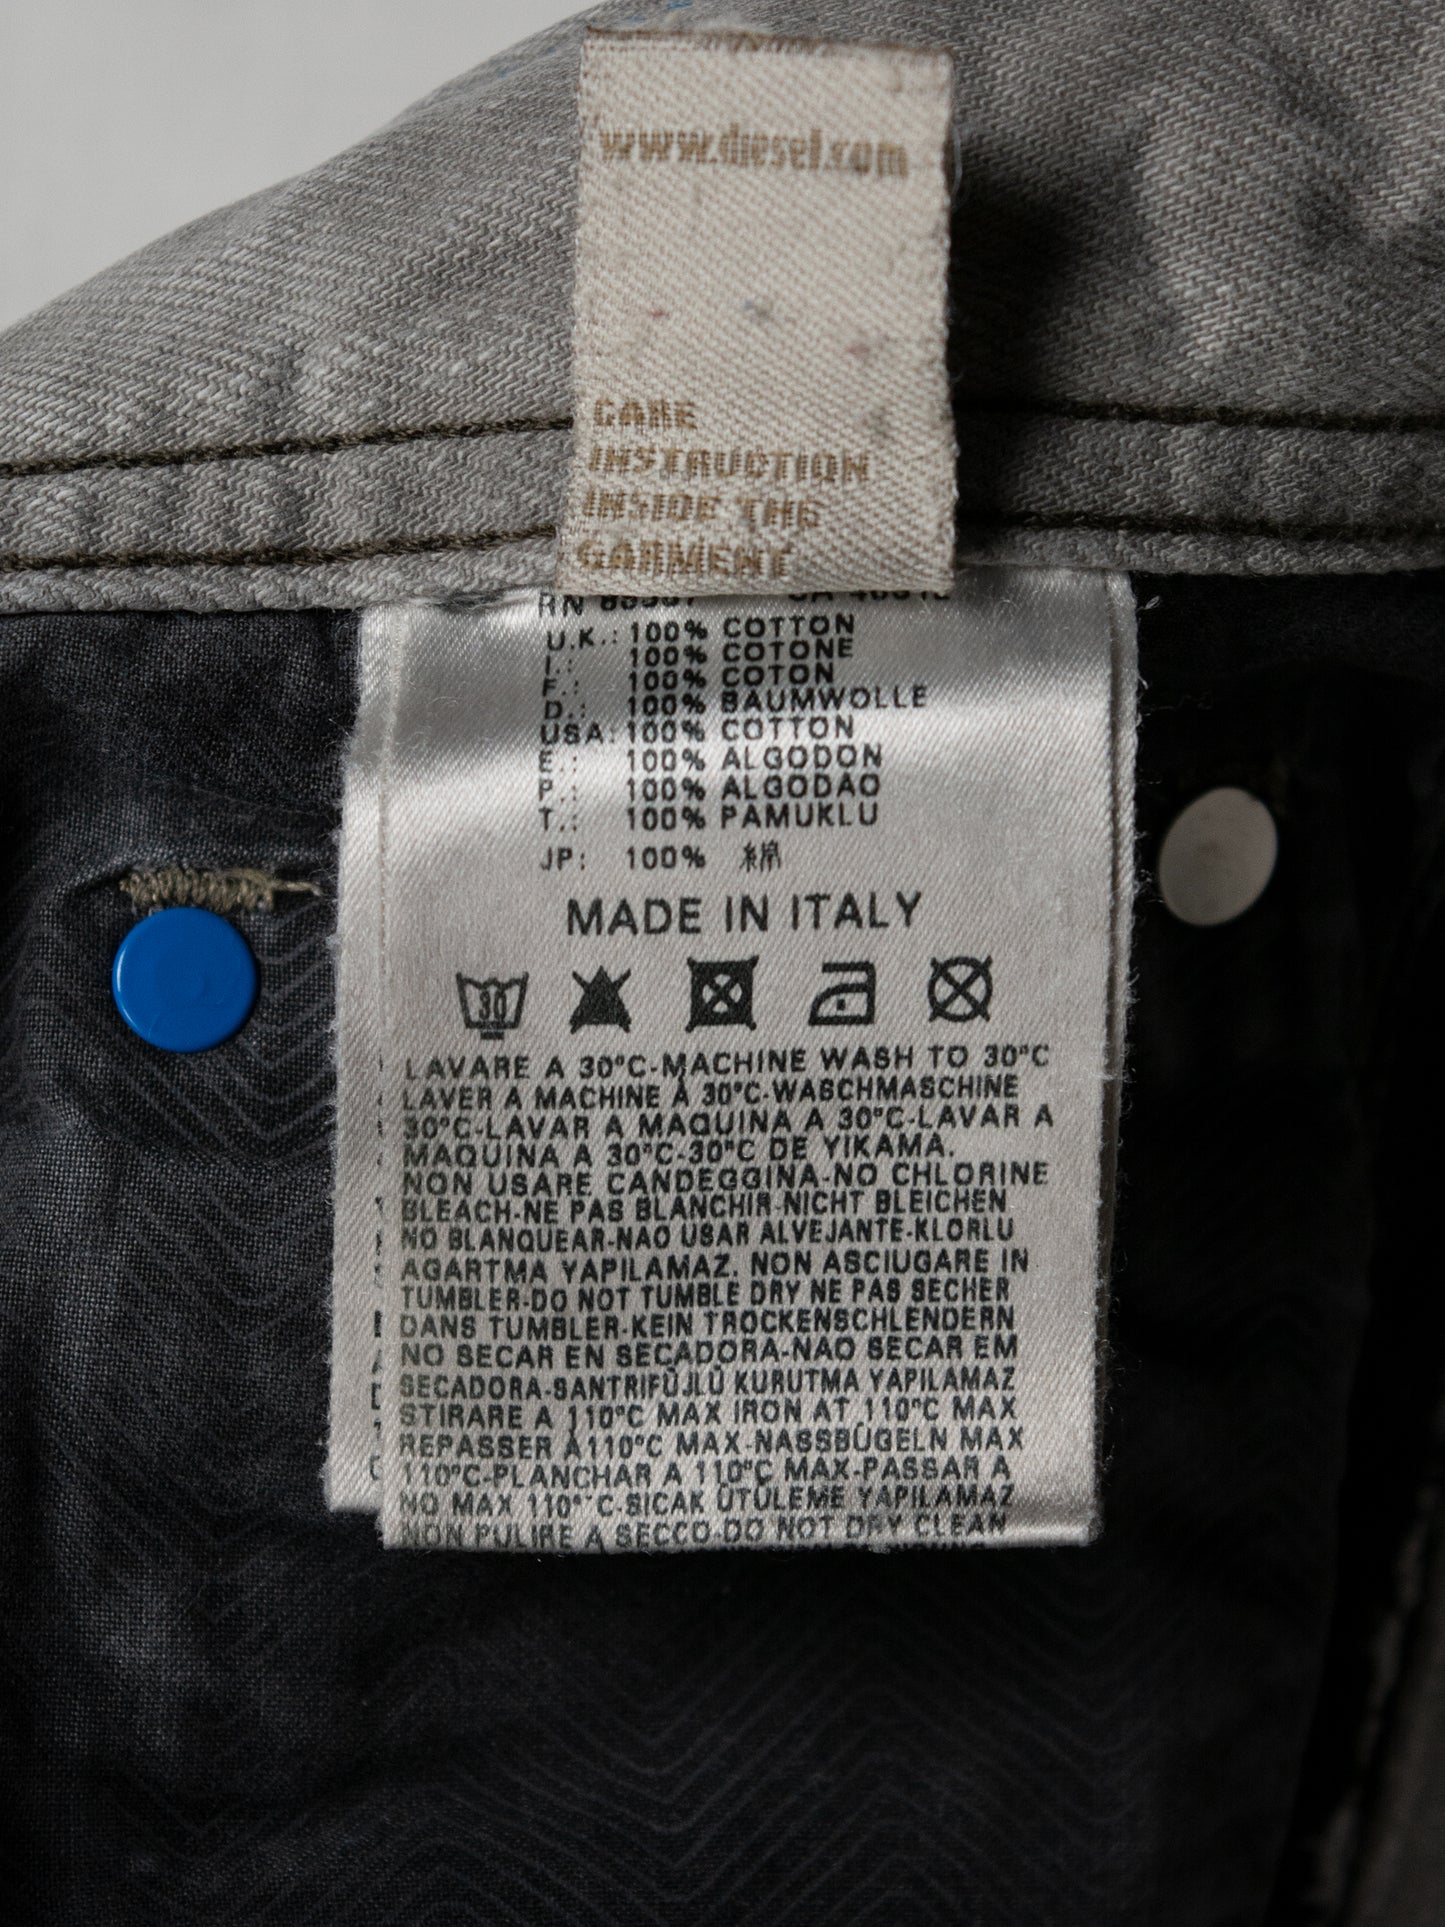 www.diesel.com
CARE
INSTRUCTION
INSIDE THE
GARMENT
RN
U.K.: 100% COTTON
I.: 100% COTONE
F.: 100% COTON
D.: 100% BAUMWOLLE
USA: 100% COTTON
E.: 100% ALGODON
P.: 100% ALGODAO
T.: 100% PAMUKLU
JP: 100% 綿
MADE IN ITALY
30
LAVARE A 30°C-MACHINE WASH TO 30°C
LAVER A MACHINE À 30°C-WASCHMASCHINE
30°C-LAVAR A MAQUINA A 30°C-LAVAR A
MAQUINA A 30°C-30°C DE YIKAMA.
NON USARE CANDEGGINA-NO CHLORINE
BLEACH-NE PAS BLANCHIR-NICHT BLEICHEN
NO BLANQUEAR-NAO USAR ALVEJANTE-KLORLU
AGARTMA YAPILAMAZ. NON ASCIUGARE IN
TUMBLER-DO NOT TUMBLE DRY NE PAS SECHER
DANS TUMBLER-KEIN TROCKENSCHLENDERN
NO SECAR EN SECADORA-NAO SECAR EM
SECADORA-SANTRIFÜJLÜ KURUTMA YAPILAMAZ
STIRARE A 110°C MAX IRON AT 110°C MAX
REPASSER À 110°C MAX-NASSBÜGELN MAX
110°C-PLANCHAR A 110°C MAX-PASSAR A
NO MAX 110°C-SICAK ÜTÜLEME YAPILAMAZ
NON PULIRE A SECCO-DO NOT DRY CLEAN